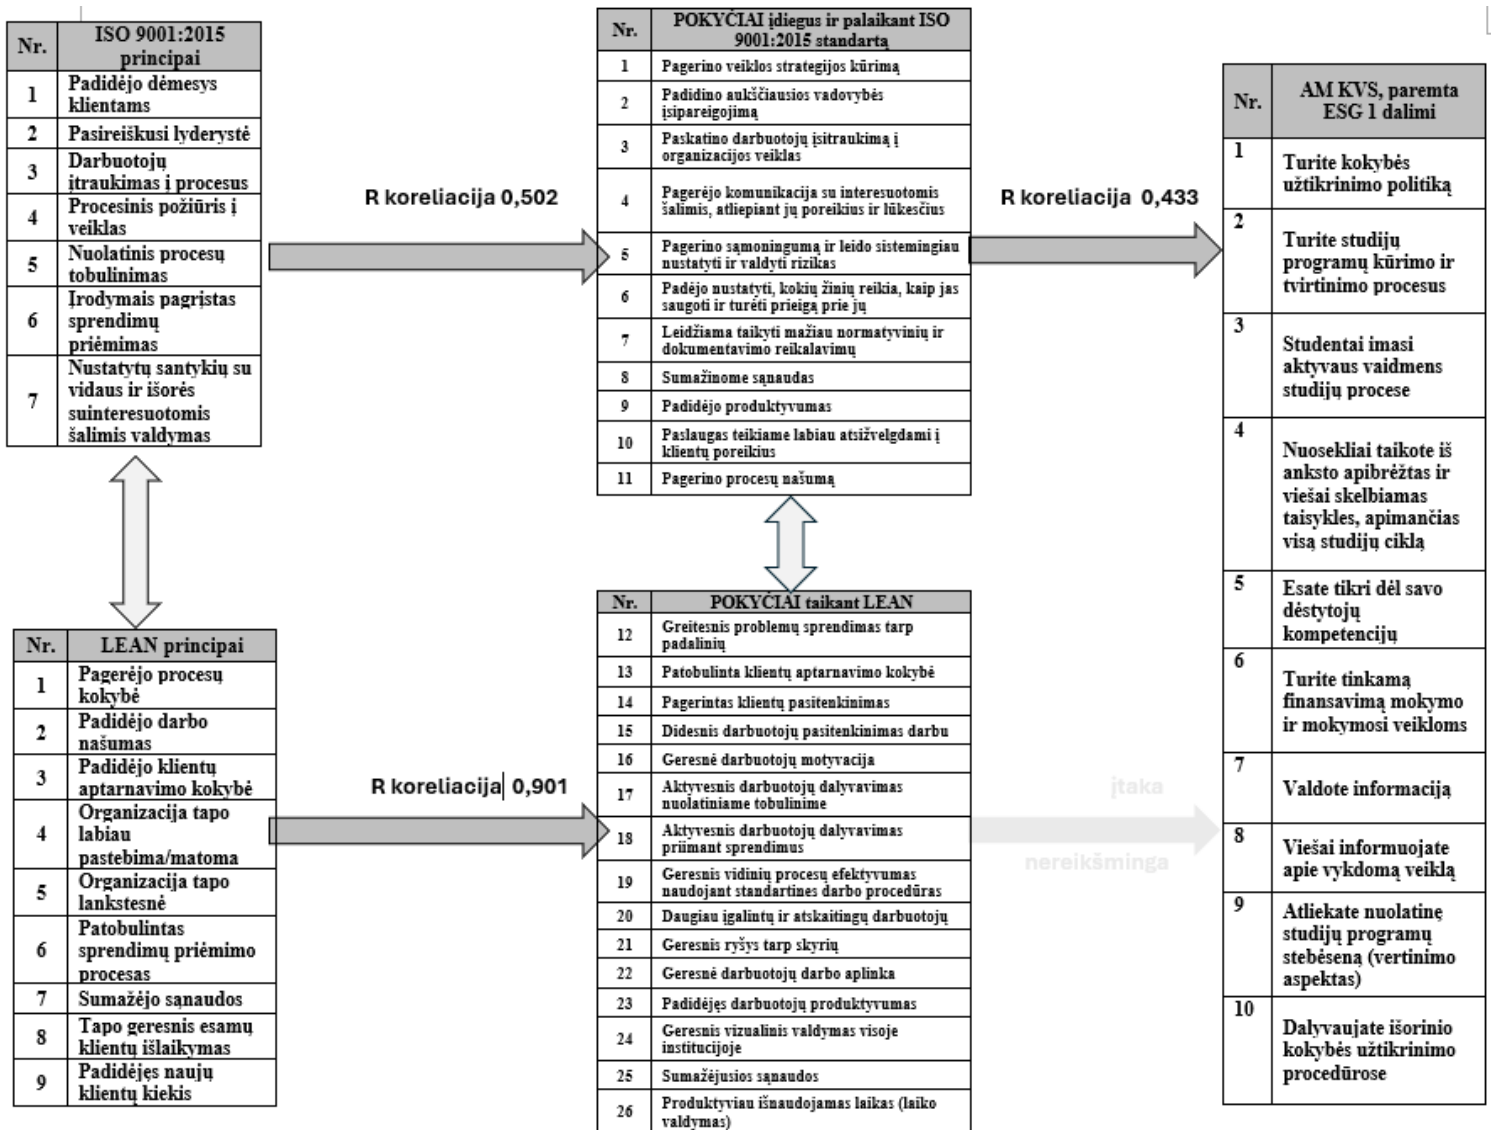 Nr. ISO 9001:2015
principai
1 Padidėjo dėmesys
klientams
2 Pasireiškusi lyderystė
3 Darbuotojų
įtraukimas į procesus
4 Procesinis požiūris į
veiklas
5 Nuolatinis procesų
tobulinimas
6 Įrodymais pagrįstas
sprendimų
priėmimas
7 Nustatytų santykių su
vidaus ir išorės
suinteresuotomis
šalimis valdymas
R koreliacija 0,502
Nr. POKYČIAI įdiegus ir palaikant ISO
9001:2015 standartą
1 Pagerino veiklos strategijos kūrimą
2 Padidino aukščiausios vadovybės
įsipareigojimą
3 Paskatino darbuotojų įsitraukimą į
organizacijos veiklas
4 Pagerėjo komunikacija su interesuotomis
šalimis, atliepiant jų poreikius ir lūkesčius
5 Pagerino sąmoningumą ir leido sistemingiau
nustatyti ir valdyti rizikas
6 Padėjo nustatyti, kokių žinių reikia, kaip jas
saugoti ir turėti prieigą prie jų
7 Leidžiama taikyti mažiau normatyvinių ir
dokumentavimo reikalavimų
8 Sumažinome sąnaudas
9 Padidėjo produktyvumas
10 Paslaugas teikiame labiau atsižvelgdami į
klientų poreikius
11 Pagerino procesų našumą
R koreliacija 0,433
Nr. LEAN principai
1 Pagerėjo procesų
kokybė
2 Padidėjo darbo
našumas
3 Padidėjo klientų
aptarnavimo kokybė
4 Organizacija tapo
labiau
pastebima/matoma
5 Organizacija tapo
lankstesnė
6 Patobulintas
sprendimų priėmimo
procesas
7 Sumažėjo sąnaudos
8 Tapo geresnis esamų
klientų išlaikymas
9 Padidėjęs naujų
klientų kiekis
R koreliacija 0,901
Nr. POKYČIAI taikant LEAN
12 Greitesnis problemų sprendimas tarp
padalinių
13 Patobulinta klientų aptarnavimo kokybė
14 Pagerintas klientų pasitenkinimas
15 Didesnis darbuotojų pasitenkinimas darbu
16 Geresnė darbuotojų motyvacija
17 Aktyvesnis darbuotojų dalyvavimas
nuolatiniame tobulinime
18 Aktyvesnis darbuotojų dalyvavimas
priimant sprendimus
19 Geresnis vidinių procesų efektyvumas
naudojant standartines darbo procedūras
20 Daugiau įgalintų ir atskaitingų darbuotojų
21 Geresnis ryšys tarp skyrių
22 Geresnė darbuotojų darbo aplinka
23 Padidėjęs darbuotojų produktyvumas
24 Geresnis vizualinis valdymas visoje
institucijoje
25 Sumažėjusios sąnaudos
26 Produktyviau išnaudojamas laikas (laiko
valdymas)
įtaka
nereikšminga
Nr. AM KVS, paremta
ESG 1 dalimi
1 Turite kokybės
užtikrinimo politiką
2 Turite studijų
programų kūrimo ir
tvirtinimo procesus
3 Studentai imasi
aktyvaus vaidmens
studijų procese
4 Nuosekliai taikote iš
anksto apibrėžtas ir
viešai skelbiamas
taisykles, apimančias
visą studijų ciklą
5 Esate tikri dėl savo
dėstytojų
kompetencijų
6 Turite tinkamą
finansavimą mokymo
ir mokymosi veikloms
7 Valdote informaciją
8 Viešai informuojate
apie vykdomą veiklą
9 Atliekate nuolatinę
studijų programų
stebėseną (vertinimo
aspektas)
10 Dalyvaujate išorinio
kokybės užtikrinimo
procedūrose